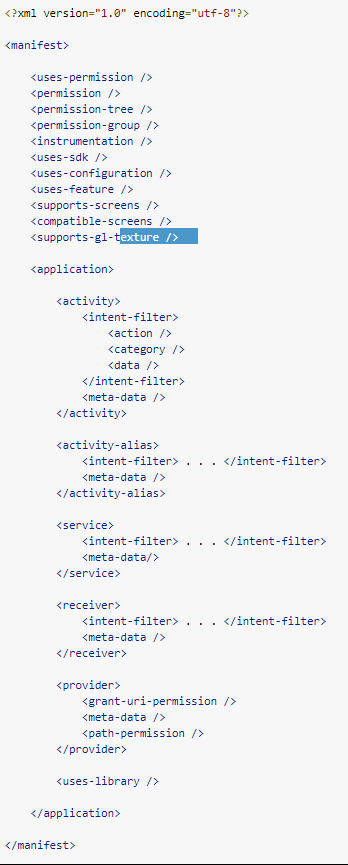 <?xml version="1.0" encoding="utf-8"?>
<manifest>
<uses-permission />
<permission />
<permission-tree />
<permission-group />
<instrumentation />
<uses-sdk />
<uses-configuration />
<uses-feature />
<supports-screens />
<compatible-screens />
<supports-gl-texture />
<application>
<activity>
<intent-filter>
<action />
<category />
<data />
</intent-filter>
<meta-data />
</activity>
<activity-alias>
<intent-filter> . . . </intent-filter>
<meta-data />
</activity-alias>
<service>
<intent-filter> . . . </intent-filter>
<meta-data/>
</service>
<receiver>
<intent-filter> . . . </intent-filter>
<meta-data />
</receiver>
<provider>
<grant-uri-permission />
<meta-data />
<path-permission />
</provider>
<uses-library />
</application>
</manifest>